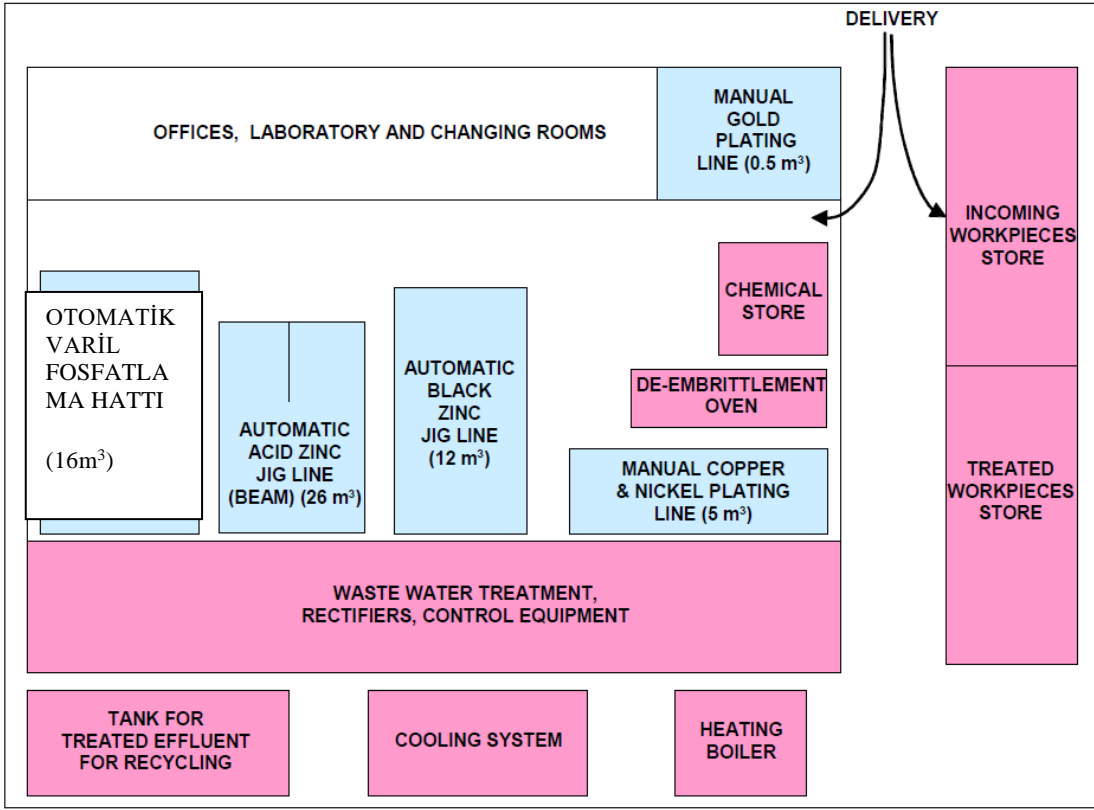 DELIVERY
OFFICES, LABORATORY AND CHANGING ROOMS
MANUAL
GOLD
PLATING
LINE (0.5 m³)
INCOMING
WORKPIECES
STORE
CHEMICAL
STORE
OTOMATİK
VARİL
FOSFATLA
MA HATTI
(16m³)
AUTOMATIC
ACID ZINC
JIG LINE
(BEAM) (26 m³)
AUTOMATIC
BLACK
ZINC
JIG LINE
(12 m³)
DE-EMBRITTLEMENT
OVEN
MANUAL COPPER
& NICKEL PLATING
LINE (5 m³)
TREATED
WORKPIECES
STORE
WASTE WATER TREATMENT,
RECTIFIERS, CONTROL EQUIPMENT
TANK FOR
TREATED EFFLUENT
FOR RECYCLING
COOLING SYSTEM
HEATING
BOILER